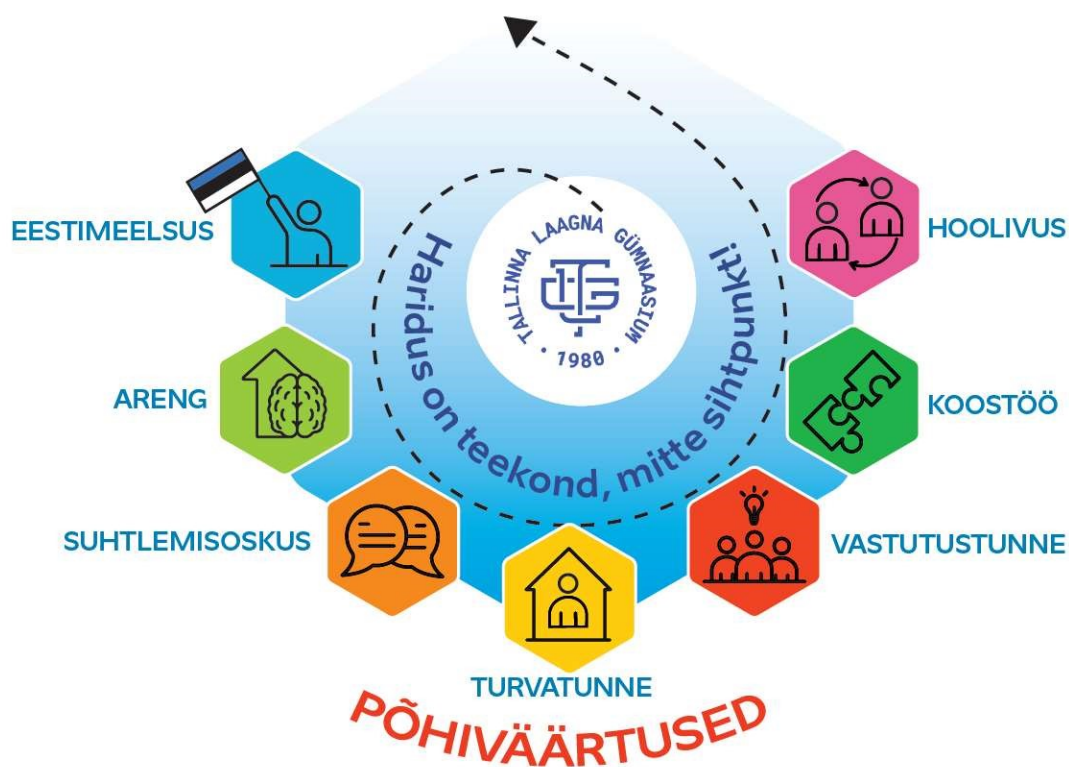 EESTIMEELSUS
HOOLIVUS
TALLINNA LAAGNA GÜMNAASIUM
· 1980 ·
Haridus on teekond, mitte sihtpunkt!
ARENG
KOOSTÖÖ
SUHTLEMISOSKUS
VASTUTUSTUNNE
TURVATUNNE
PÕHIVÄÄRTUSED